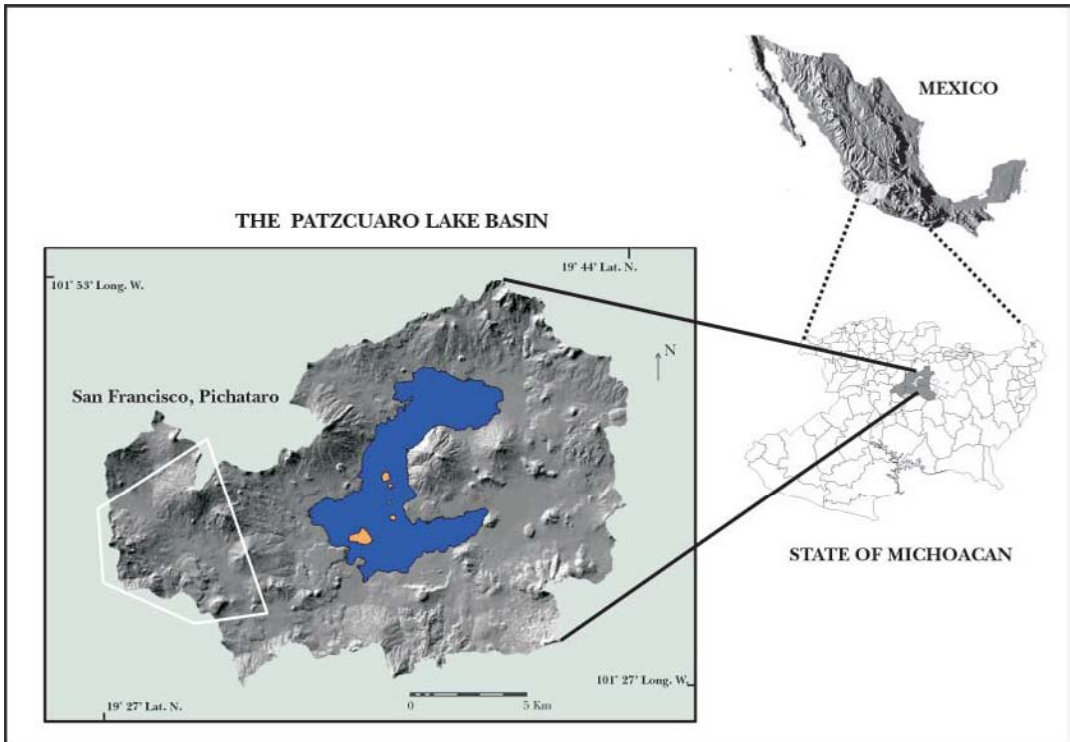 MEXICO
THE PATZCUARO LAKE BASIN
19° 44' Lat. N.
101° 53' Long. W.
N
San Francisco, Pichataro
STATE OF MICHOACAN
101° 27' Long. W.
19° 27' Lat. N.
0 5 Km